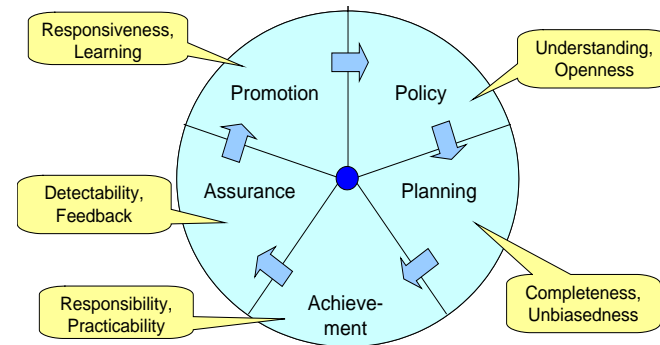 Responsiveness,
Learning
Understanding,
Openness
Promotion
Policy
Detectability,
Feedback
Assurance
Planning
Responsibility,
Practicability
Achieve-
ment
Completeness,
Unbiasedness